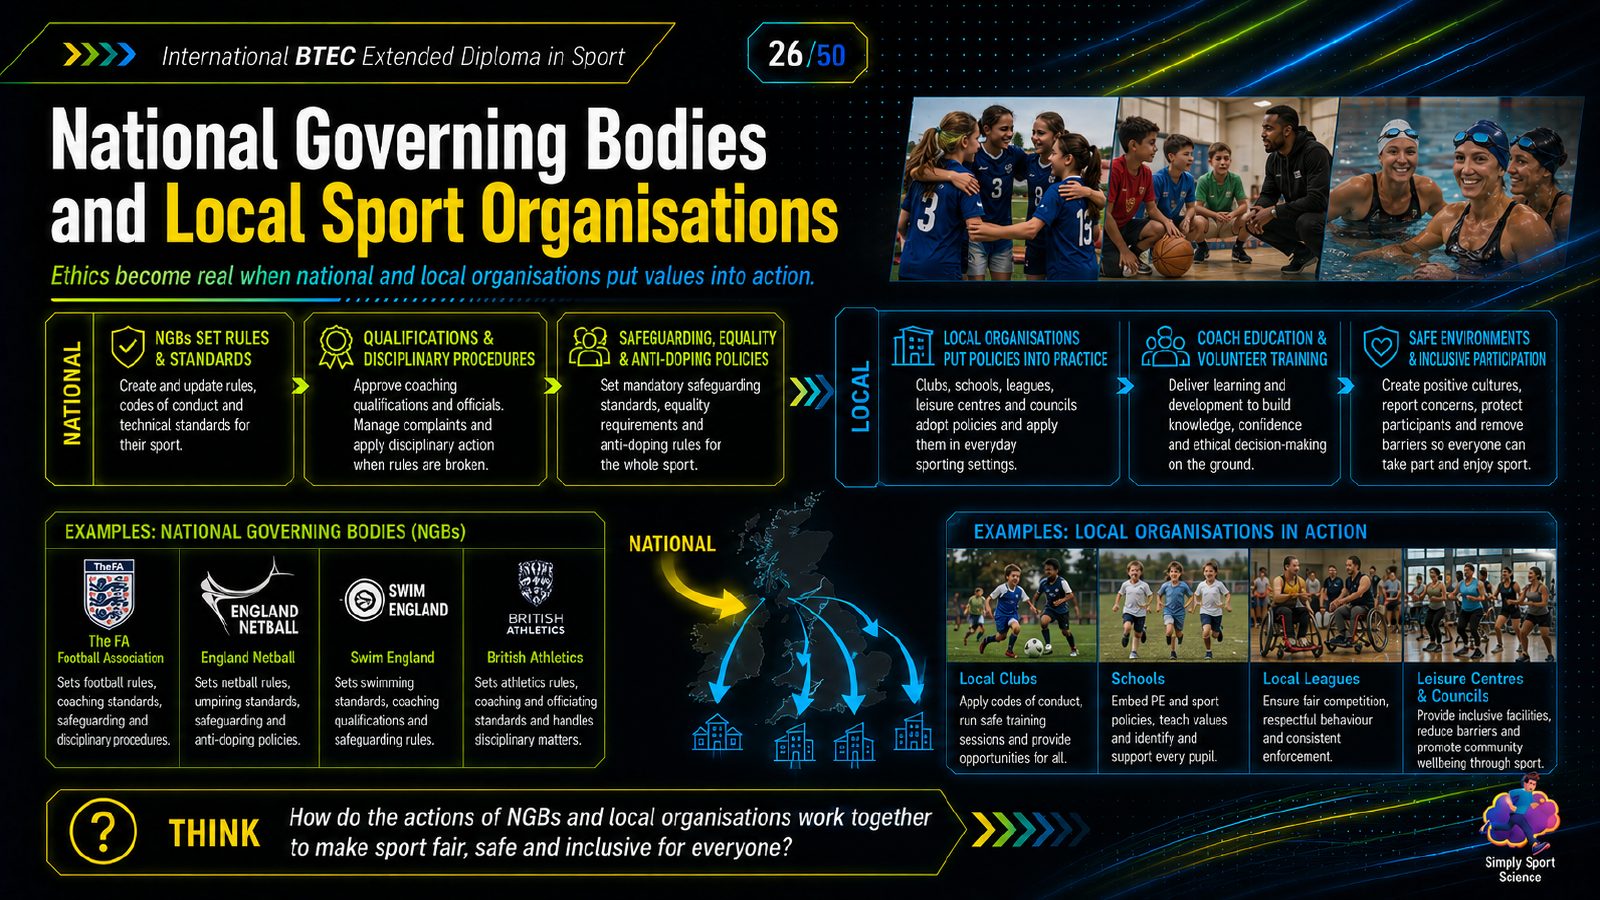 International BTEC Extended Diploma in Sport
26/50
National Governing Bodies
and Local Sport Organisations
Ethics become real when national and local organisations put values into action.
NATIONAL
NGBs SET RULES
& STANDARDS
Create and update rules,
codes of conduct and
technical standards for
their sport.
QUALIFICATIONS &
DISCIPLINARY PROCEDURES
Approve coaching
qualifications and officials.
Manage complaints and
apply disciplinary action
when rules are broken.
SAFEGUARDING, EQUALITY
& ANTI-DOPING POLICIES
Set mandatory safeguarding
standards, equality
requirements and
anti-doping rules for
the whole sport.
LOCAL
LOCAL ORGANISATIONS
PUT POLICIES INTO PRACTICE
Clubs, schools, leagues,
leisure centres and councils
adopt policies and apply
them in everyday
sporting settings.
COACH EDUCATION &
VOLUNTEER TRAINING
Deliver learning and
development to build
knowledge, confidence
and ethical decision-making
on the ground.
SAFE ENVIRONMENTS
& INCLUSIVE PARTICIPATION
Create positive cultures,
report concerns, protect
participants and remove
barriers so everyone can
take part and enjoy sport.
EXAMPLES: NATIONAL GOVERNING BODIES (NGBs)
TheFA
The FA
Football Association
Sets football rules,
coaching standards,
safeguarding and
disciplinary procedures.
ENGLAND
NETBALL
England Netball
Sets netball rules,
umpiring standards,
safeguarding and
anti-doping policies.
SWIM
ENGLAND
Swim England
Sets swimming
standards, coaching
qualifications and
safeguarding rules.
BRITISH
ATHLETICS
British Athletics
Sets athletics rules,
coaching and officiating
standards and handles
disciplinary matters.
NATIONAL
EXAMPLES: LOCAL ORGANISATIONS IN ACTION
Local Clubs
Apply codes of conduct,
run safe training
sessions and provide
opportunities for all.
Schools
Embed PE and sport
policies, teach values
and identify and
support every pupil.
Local Leagues
Ensure fair competition,
respectful behaviour
and consistent
enforcement.
Leisure Centres
& Councils
Provide inclusive facilities,
reduce barriers and
promote community
wellbeing through sport.
?
THINK
How do the actions of NGBs and local organisations work together
to make sport fair, safe and inclusive for everyone?
Simply Sport
Science
3
3
8
13